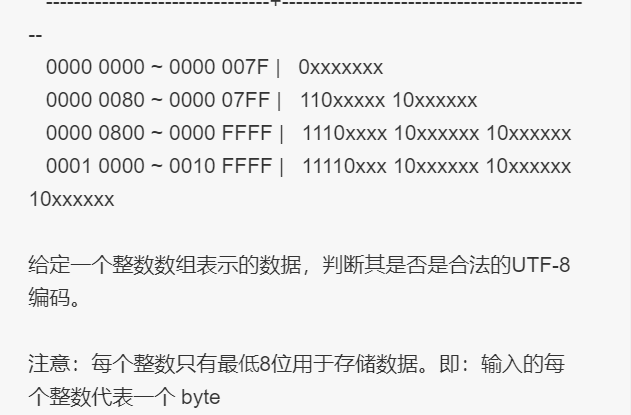 --------------------------------+------------------------------------------
--
0000 0000 ~ 0000 007F |   0xxxxxxx
0000 0080 ~ 0000 07FF |   110xxxxx 10xxxxxx
0000 0800 ~ 0000 FFFF |   1110xxxx 10xxxxxx 10xxxxxx
0001 0000 ~ 0010 FFFF |   11110xxx 10xxxxxx 10xxxxxx
10xxxxxx
给定一个整数数组表示的数据，判断其是否是合法的UTF-8
编码。
注意：每个整数只有最低8位用于存储数据。即：输入的每
个整数代表一个 byte